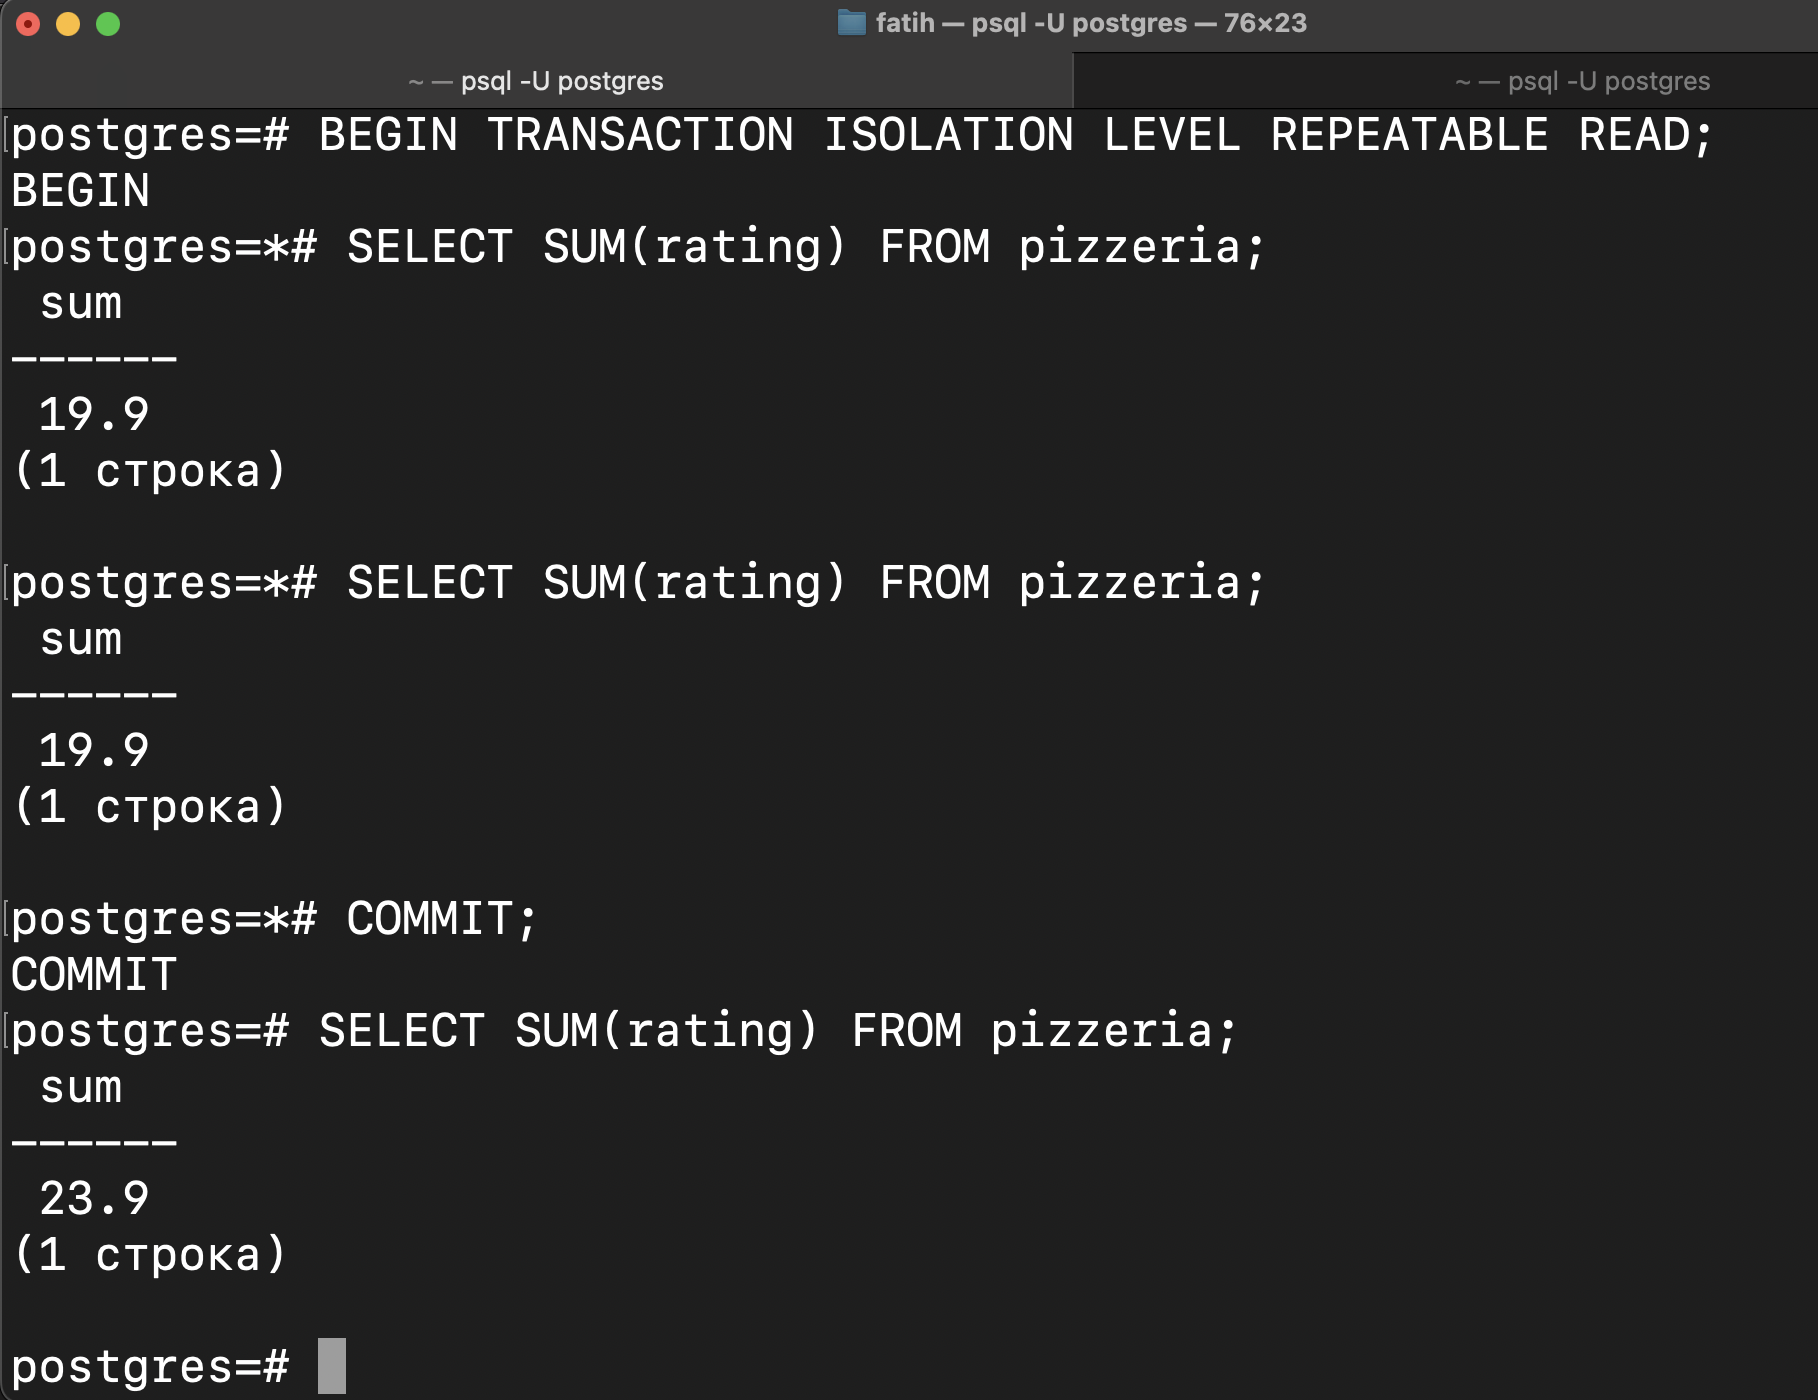 fatih — psql -U postgres — 76×23
~ — psql -U postgres
~ — psql -U postgres
postgres=# BEGIN TRANSACTION ISOLATION LEVEL REPEATABLE READ;
BEGIN
postgres=*# SELECT SUM(rating) FROM pizzeria;
sum
------
19.9
(1 строка)
postgres=*# SELECT SUM(rating) FROM pizzeria;
sum
------
19.9
(1 строка)
postgres=*# COMMIT;
COMMIT
postgres=# SELECT SUM(rating) FROM pizzeria;
sum
------
23.9
(1 строка)
postgres=#